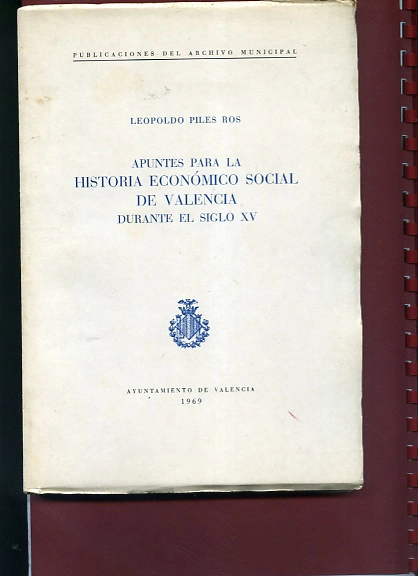 PUBLICACIONES DEL ARCHIVO MUNICIPAL
LEOPOLDO PILES ROS
APUNTES PARA LA
HISTORIA ECONÓMICO SOCIAL
DE VALENCIA
DURANTE EL SIGLO XV
AYUNTAMIENTO DE VALENCIA
1969